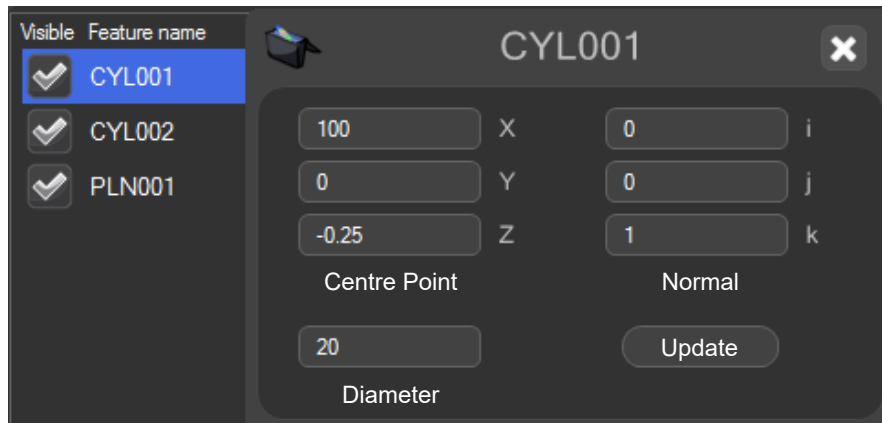 Visible Feature name
CYL001
CYL002
PLN001
CYL001
100 X 0 i
0 Y 0 j
-0.25 Z 1 k
Centre Point Normal
20 Update
Diameter